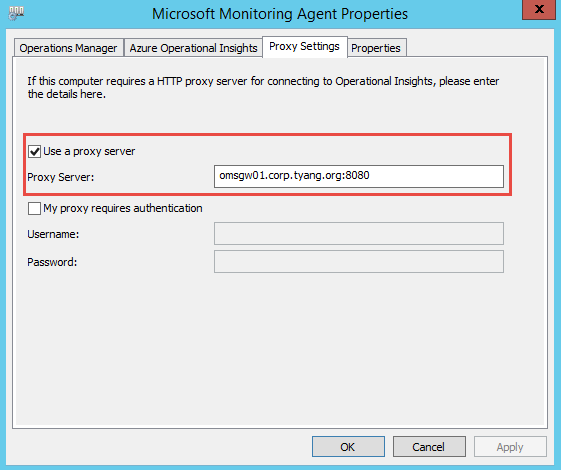 Microsoft Monitoring Agent Properties
x
Operations Manager Azure Operational Insights Proxy Settings Properties
If this computer requires a HTTP proxy server for connecting to Operational Insights, please enter
the details here.
Use a proxy server
Proxy Server: omsgw01.corp.tyang.org:8080
My proxy requires authentication
Username:
Password:
OK Cancel Apply